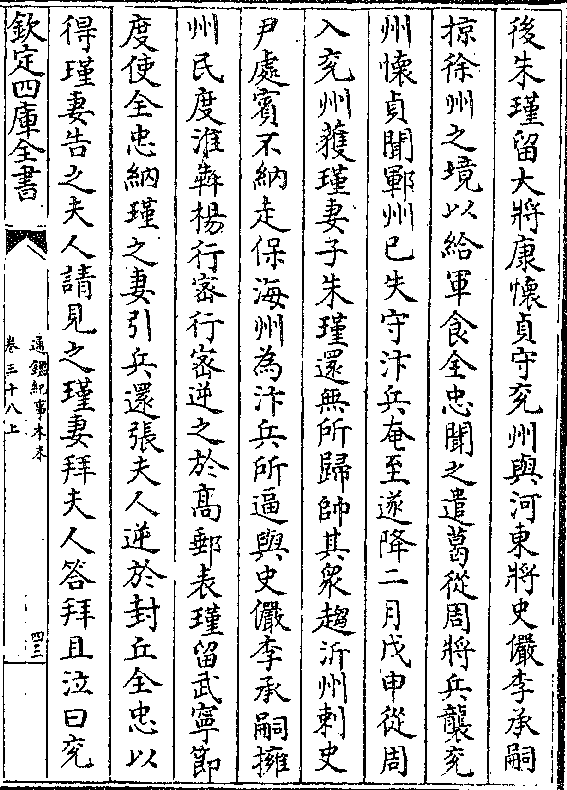 後朱瑾留大將康懷貞守兖州與河東將史儼李承嗣
掠徐州之境以給軍食全忠聞之遣葛從周將兵襲兖
州懷貞聞鄆州已失守汴兵奄至遂降二月戊申從周
入兖州獲瑾妻子朱瑾還無所歸帥其衆趨沂州刺史
尹處賓不納走保海州為汴兵所逼與史儼李承嗣擁
州民度淮犇楊行密行密逆之於高郵表瑾留武寧節
度使全忠納瑾之妻引兵還張夫人逆於封丘全忠以
得瑾妻告之夫人請見之瑾妻拜夫人答拜且泣曰兖
欽定四庫全書
通鑑紀事本末
卷三十八上
四三